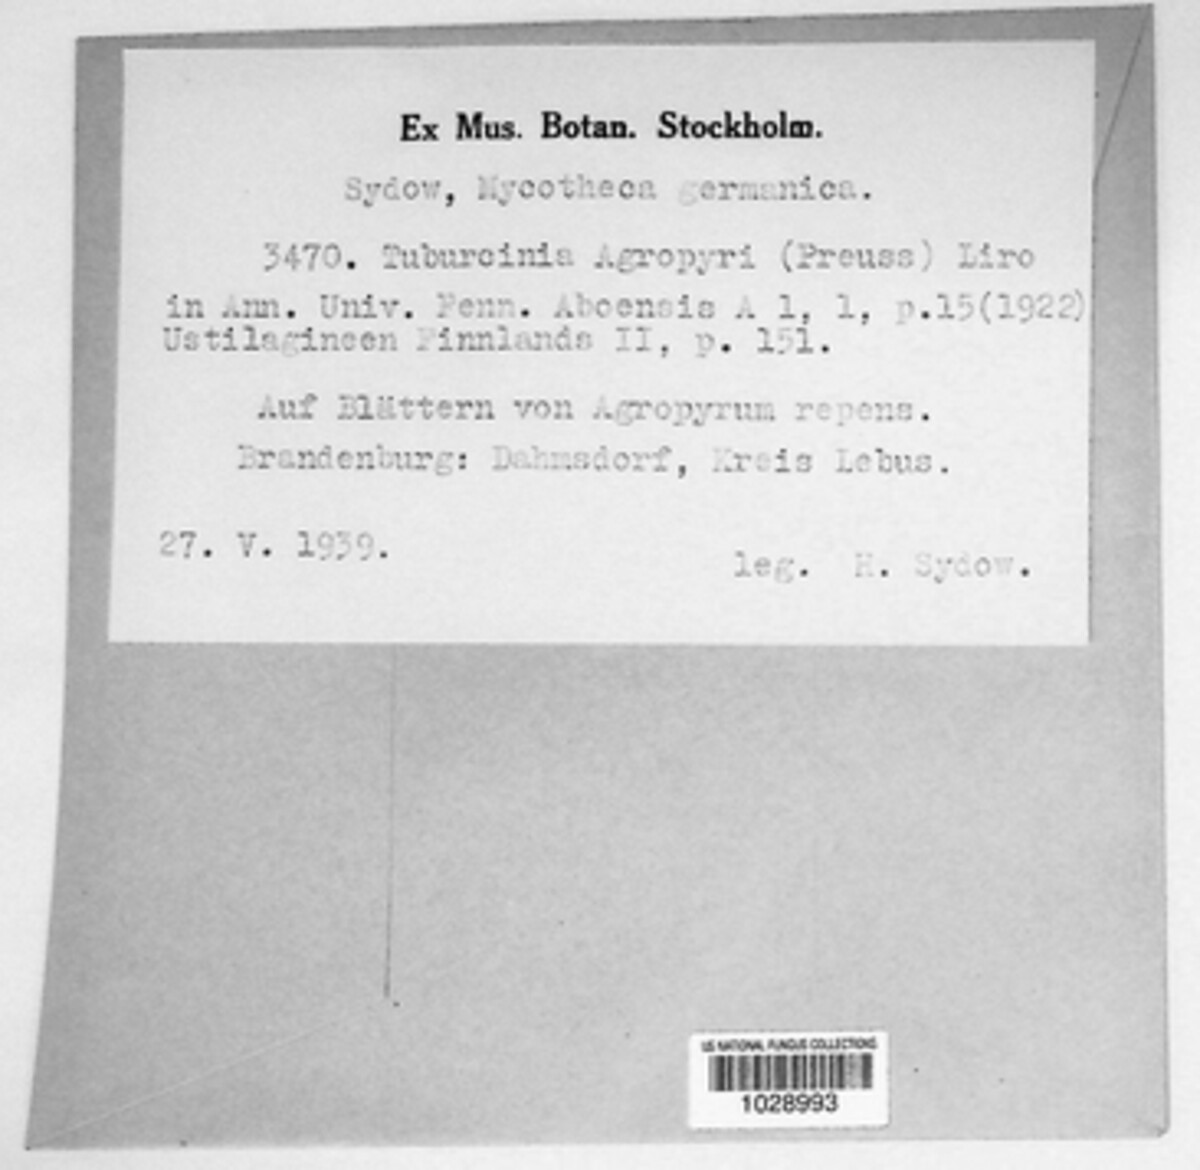 Ex Mus. Botan. Stockholm.
Sydow, Mycotheca germanica.
3470. Tuburcinia Agropyri (Preuss) Liro
in Ann. Univ. Fenn. Aboensis A 1, 1, p.15(1922)
Ustilagineen Finnlands II, p. 151.
Auf Blättern von Agropyrum repens.
Brandenburg: Dahmsdorf, Kreis Lebus.
27. V. 1939.
leg. H. Sydow.
US NATIONAL FUNGUS COLLECTIONS
1028993